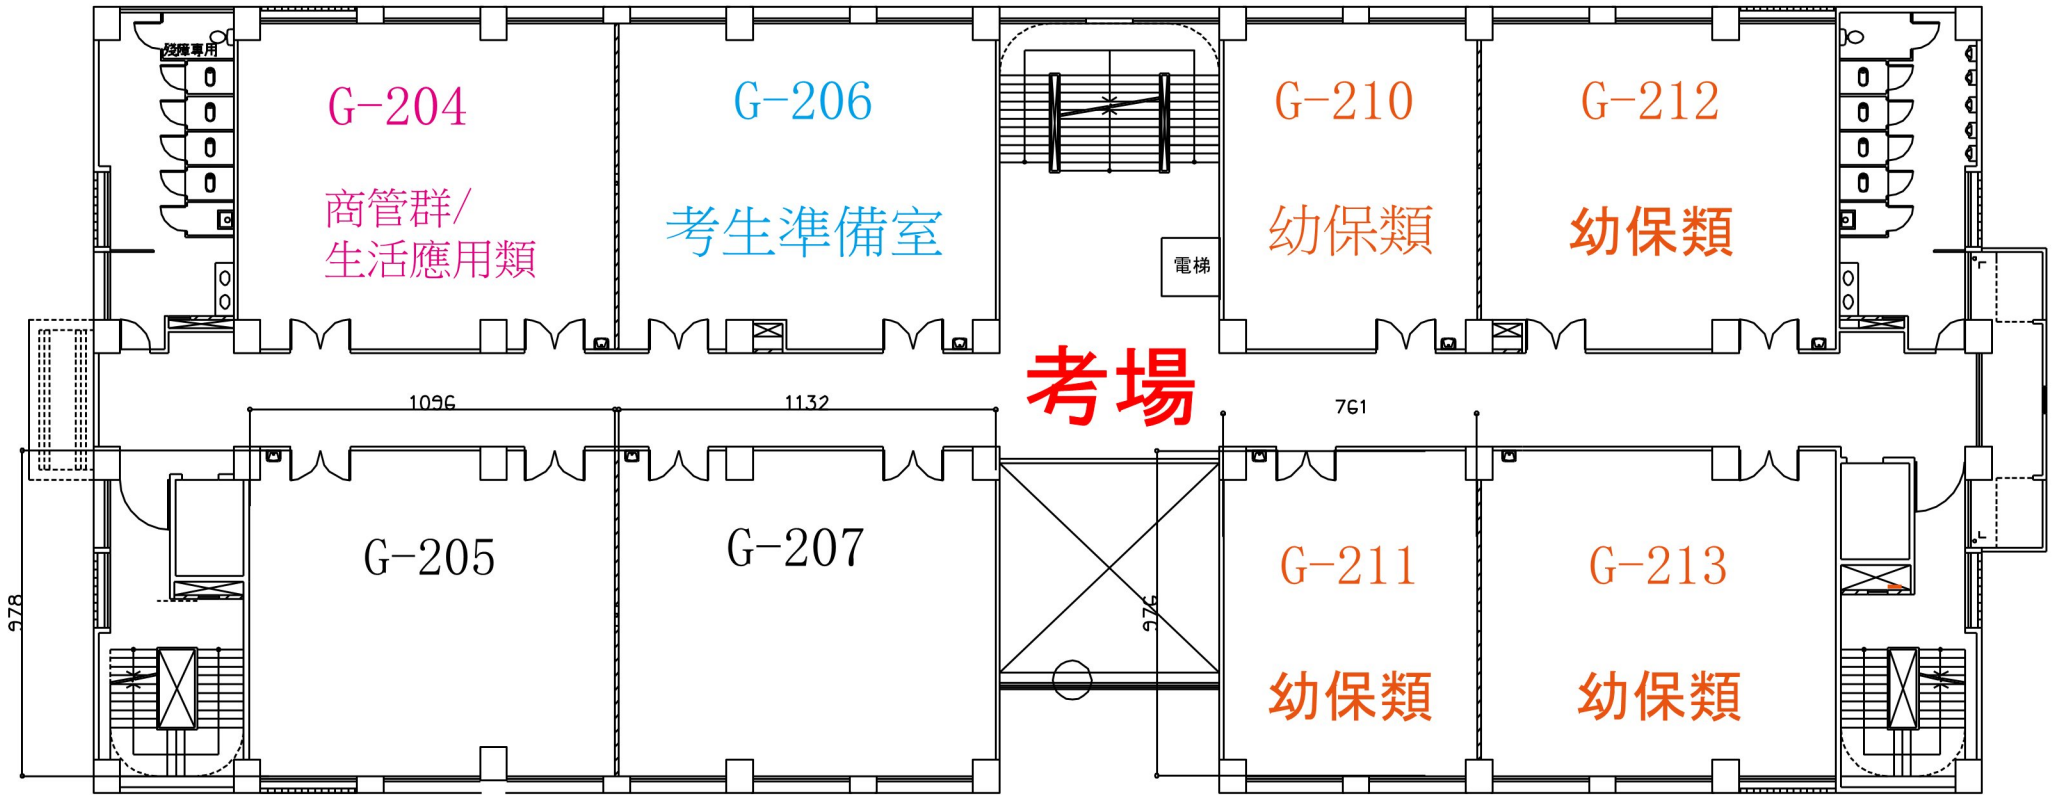 殘障專用
G-204
商管群/
生活應用類
G-206
考生準備室
G-210
幼保類
G-212
幼保類
電梯
考場
1096
1132
761
G-205
G-207
G-211
幼保類
G-213
幼保類
978
976